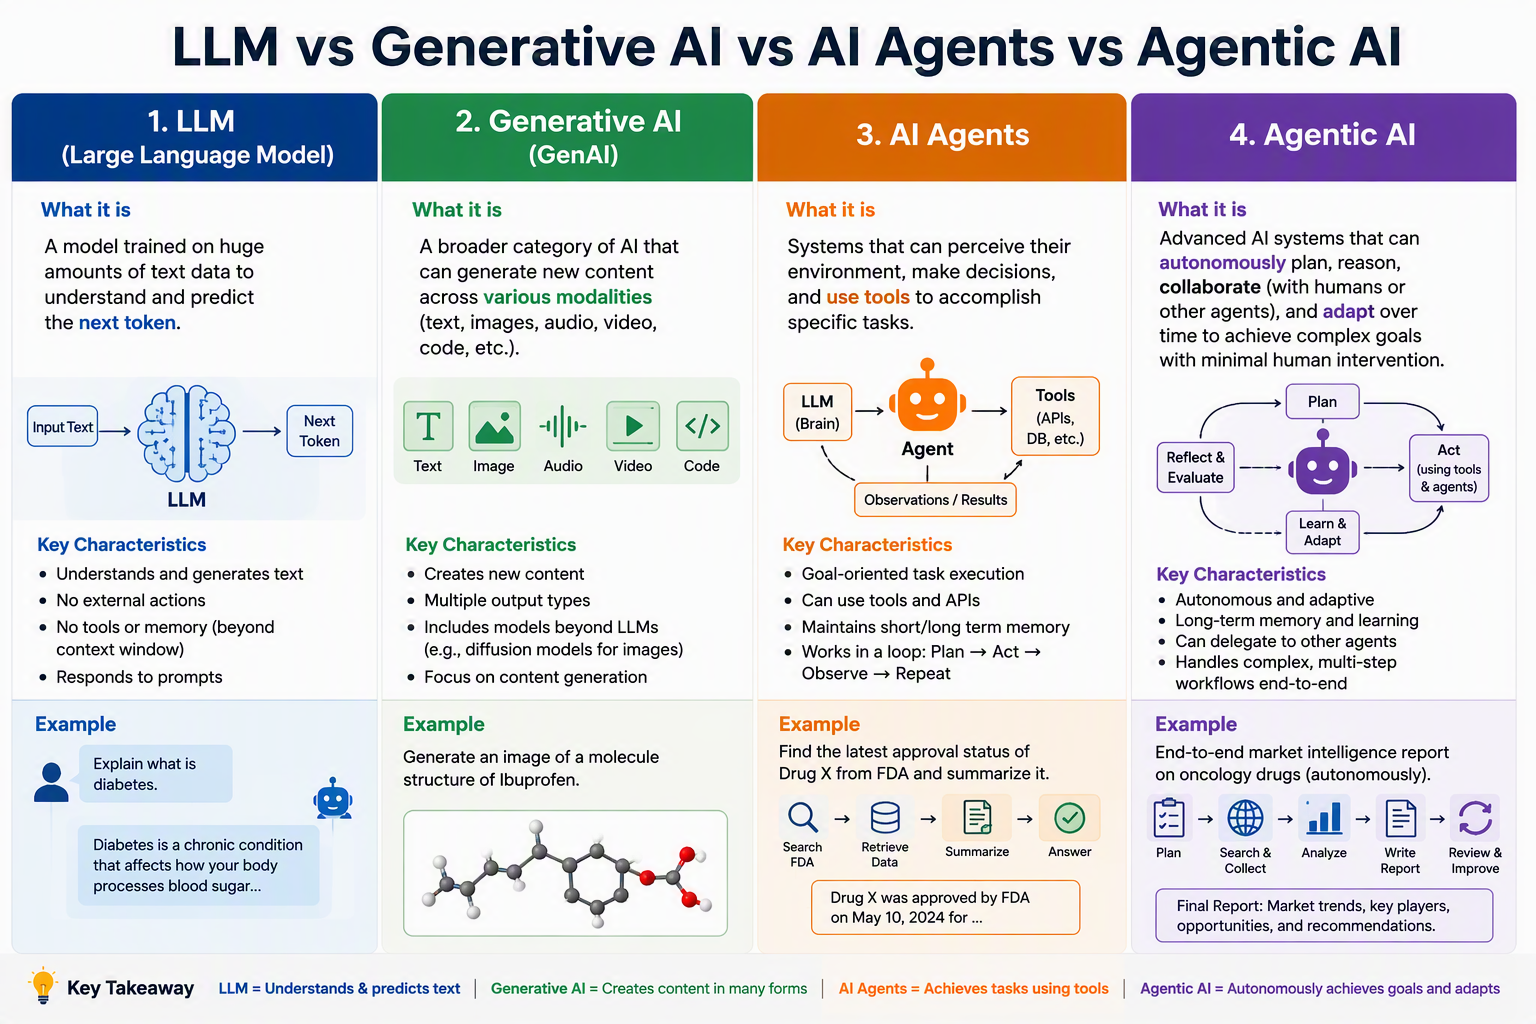 LLM vs Generative AI vs AI Agents vs Agentic AI
1. LLM
(Large Language Model)
What it is
A model trained on huge
amounts of text data to
understand and predict
the next token.
Input Text
LLM
Next
Token
Key Characteristics
• Understands and generates text
• No external actions
• No tools or memory (beyond
context window)
• Responds to prompts
Example
Explain what is
diabetes.
Diabetes is a chronic condition
that affects how your body
processes blood sugar...
2. Generative AI
(GenAI)
What it is
A broader category of AI that
can generate new content
across various modalities
(text, images, audio, video,
code, etc.).
T
</>
Text
Image
Audio
Video
Code
Key Characteristics
• Creates new content
• Multiple output types
• Includes models beyond LLMs
(e.g., diffusion models for images)
• Focus on content generation
Example
Generate an image of a molecule
structure of Ibuprofen.
3. AI Agents
What it is
Systems that can perceive their
environment, make decisions,
and use tools to accomplish
specific tasks.
LLM
(Brain)
Agent
Tools
(APIs,
DB, etc.)
Observations / Results
Key Characteristics
• Goal-oriented task execution
• Can use tools and APIs
• Maintains short/long term memory
• Works in a loop: Plan → Act →
Observe → Repeat
Example
Find the latest approval status of
Drug X from FDA and summarize it.
Search
FDA
Retrieve
Data
Summarize
Answer
Drug X was approved by FDA
on May 10, 2024 for ...
4. Agentic AI
What it is
Advanced AI systems that can
autonomously plan, reason,
collaborate (with humans or
other agents), and adapt over
time to achieve complex goals
with minimal human intervention.
Plan
Reflect &
Evaluate
Act
(using tools
& agents)
Learn &
Adapt
Key Characteristics
• Autonomous and adaptive
• Long-term memory and learning
• Can delegate to other agents
• Handles complex, multi-step
workflows end-to-end
Example
End-to-end market intelligence report
on oncology drugs (autonomously).
Plan
Search &
Collect
Analyze
Write
Report
Review &
Improve
Final Report: Market trends, key players,
opportunities, and recommendations.
Key Takeaway
LLM = Understands & predicts text
Generative AI = Creates content in many forms
AI Agents = Achieves tasks using tools
Agentic AI = Autonomously achieves goals and adapts